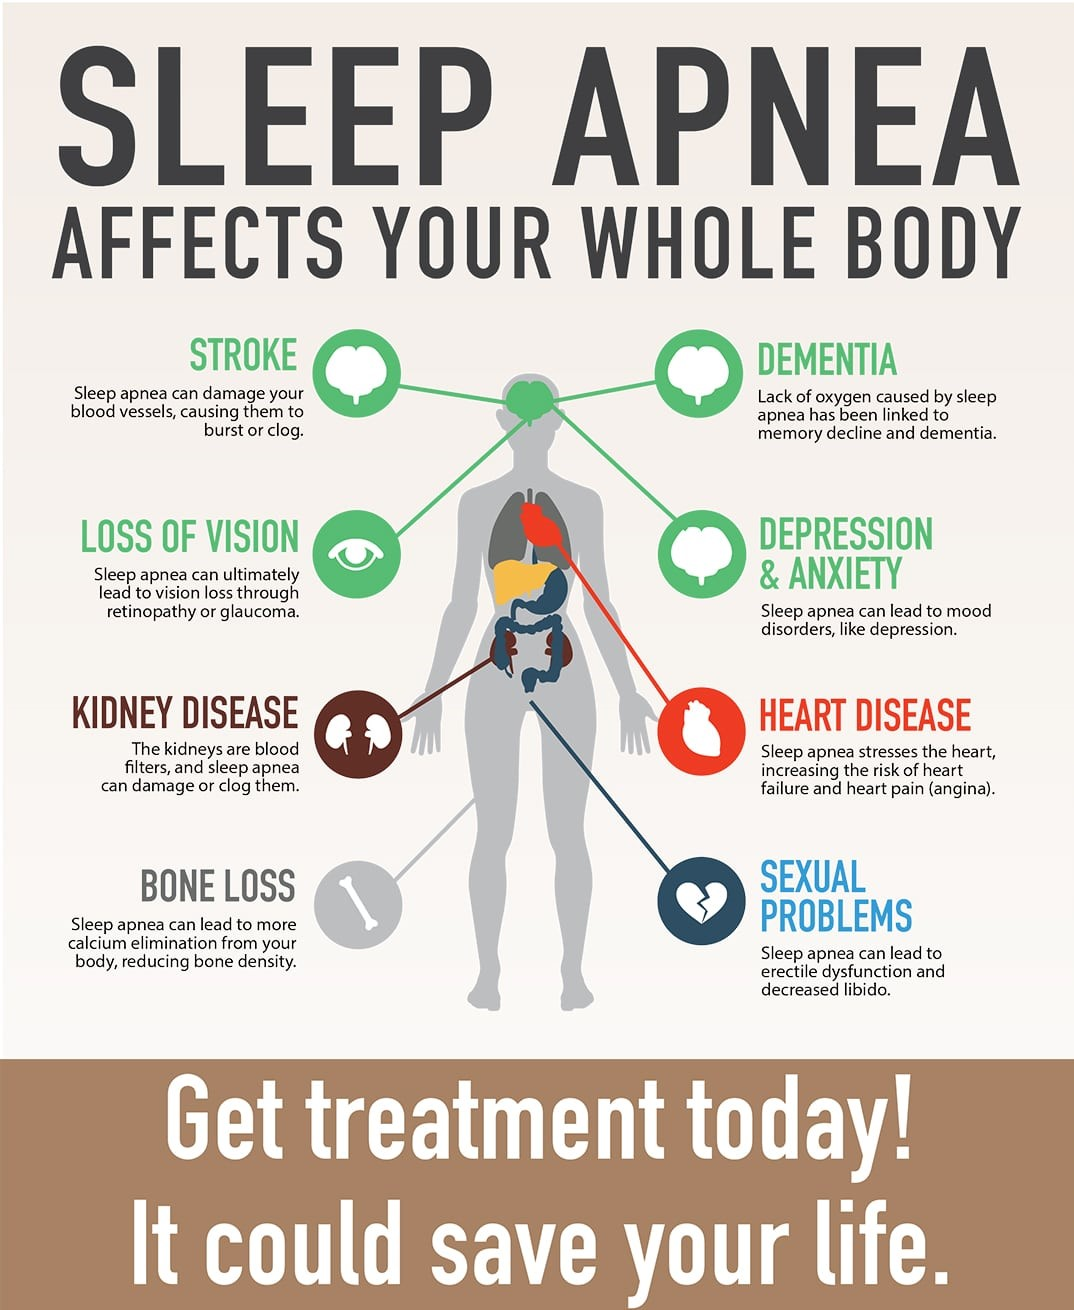 SLEEP APNEA
AFFECTS YOUR WHOLE BODY
STROKE
Sleep apnea can damage your
blood vessels, causing them to
burst or clog.
DEMENTIA
Lack of oxygen caused by sleep
apnea has been linked to
memory decline and dementia.
LOSS OF VISION
Sleep apnea can ultimately
lead to vision loss through
retinopathy or glaucoma.
DEPRESSION
& ANXIETY
Sleep apnea can lead to mood
disorders, like depression.
KIDNEY DISEASE
The kidneys are blood
filters, and sleep apnea
can damage or clog them.
HEART DISEASE
Sleep apnea stresses the heart,
increasing the risk of heart
failure and heart pain (angina).
BONE LOSS
Sleep apnea can lead to more
calcium elimination from your
body, reducing bone density.
SEXUAL
PROBLEMS
Sleep apnea can lead to
erectile dysfunction and
decreased libido.
Get treatment today!
It could save your life.